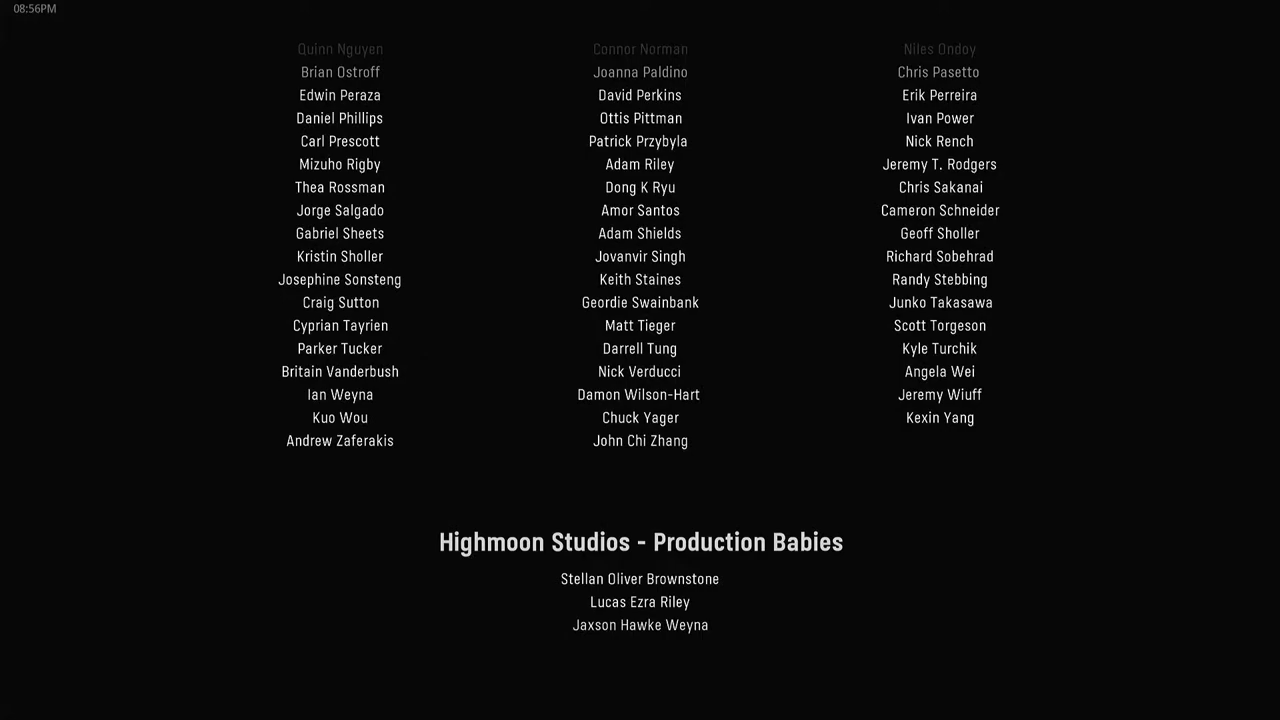 08:56PM
Quinn Nguyen Connor Norman Niles Ondoy
Brian Ostroff Joanna Paldino Chris Pasetto
Edwin Peraza David Perkins Erik Perreira
Daniel Phillips Ottis Pittman Ivan Power
Carl Prescott Patrick Przybyla Nick Rench
Mizuho Rigby Adam Riley Jeremy T. Rodgers
Thea Rossman Dong K Ryu Chris Sakanai
Jorge Salgado Amor Santos Cameron Schneider
Gabriel Sheets Adam Shields Geoff Sholler
Kristin Sholler Jovanvir Singh Richard Sobehrad
Josephine Sonsteng Keith Staines Randy Stebbing
Craig Sutton Geordie Swainbank Junko Takasawa
Cyprian Tayrien Matt Tieger Scott Torgeson
Parker Tucker Darrell Tung Kyle Turchik
Britain Vanderbush Nick Verducci Angela Wei
Ian Weyna Damon Wilson-Hart Jeremy Wiuff
Kuo Wou Chuck Yager Kexin Yang
Andrew Zaferakis John Chi Zhang
Highmoon Studios - Production Babies
Stellan Oliver Brownstone
Lucas Ezra Riley
Jaxson Hawke Weyna